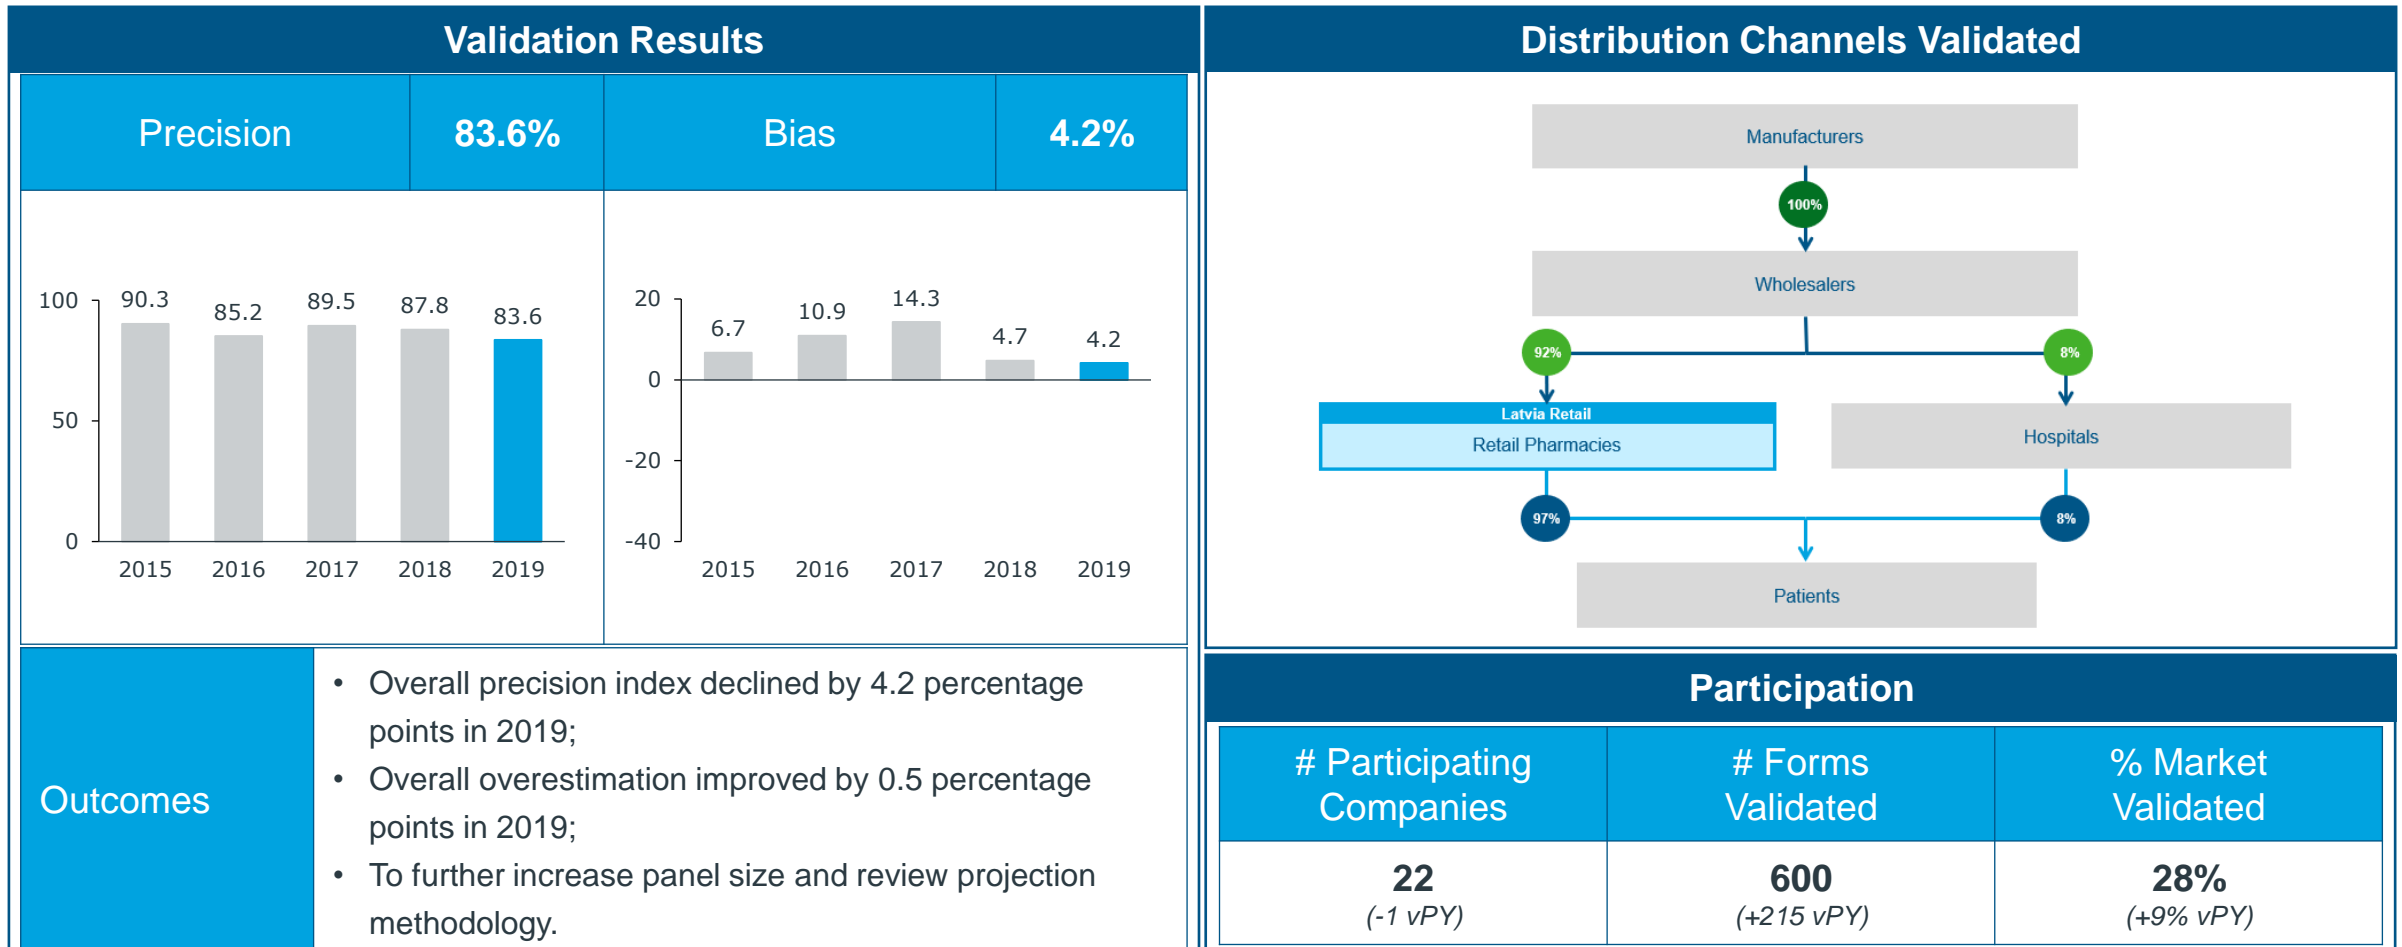 Validation Results
Precision
83.6%
Bias
4.2%
100
50
0
90.3
85.2
89.5
87.8
83.6
2015
2016
2017
2018
2019
20
0
-20
-40
6.7
10.9
14.3
4.7
4.2
2015
2016
2017
2018
2019
Outcomes
• Overall precision index declined by 4.2 percentage
points in 2019;
• Overall overestimation improved by 0.5 percentage
points in 2019;
• To further increase panel size and review projection
methodology.
Distribution Channels Validated
Manufacturers
100%
Wholesalers
92%
8%
Latvia Retail
Retail Pharmacies
Hospitals
97%
8%
Patients
Participation
# Participating
Companies
# Forms
Validated
% Market
Validated
22
(-1 vPY)
600
(+215 vPY)
28%
(+9% vPY)